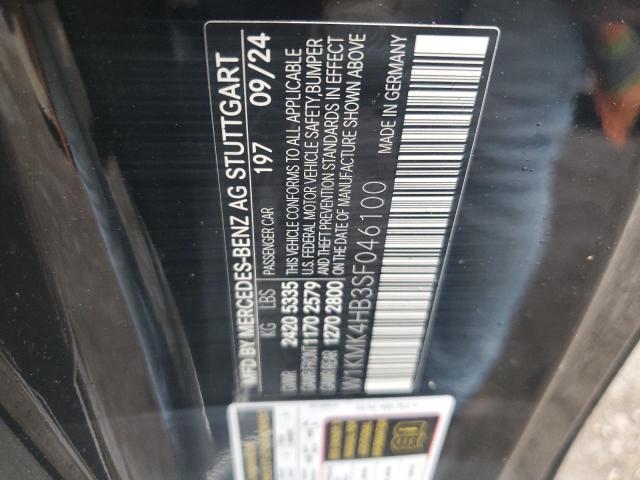 MFD BY MERCEDES-BENZ AG STUTTGART
PASSENGER CAR 197 09/24
KG LBS
GVWR 2420 5335
GAWR FRONT 1170 2579
GAWR REAR 1270 2800
THIS VEHICLE CONFORMS TO ALL APPLICABLE
U.S. FEDERAL MOTOR VEHICLE SAFETY, BUMPER
AND THEFT PREVENTION STANDARDS IN EFFECT
ON THE DATE OF MANUFACTURE SHOWN ABOVE
W1KMK4HB3SF046100
MADE IN GERMANY